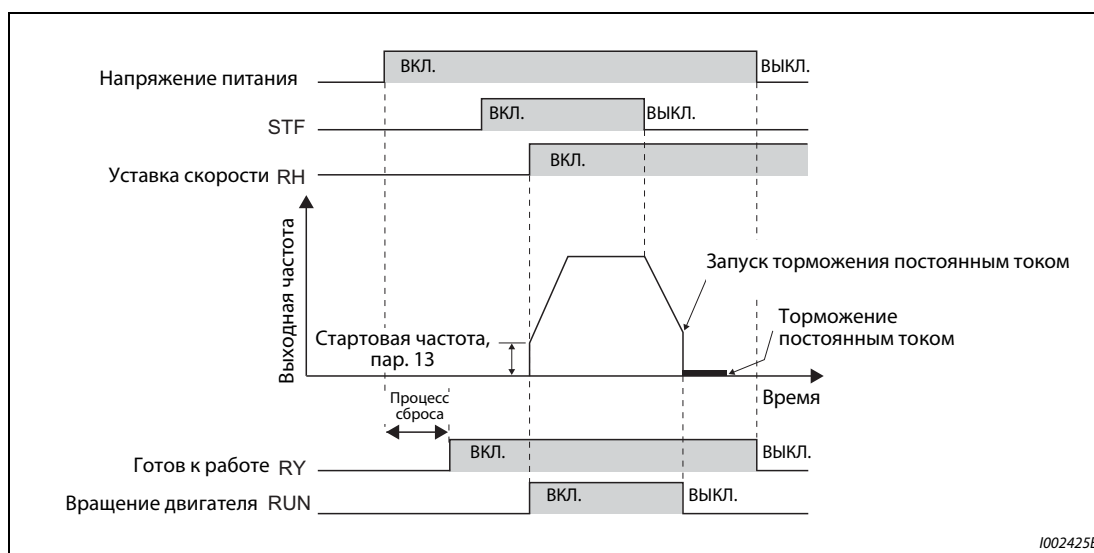 Напряжение питания
ВКЛ.
ВЫКЛ.
STF
ВКЛ.
ВЫКЛ.
Уставка скорости RH
ВКЛ.
Выходная частота
Запуск торможения постоянным током
Стартовая частота,
пар. 13
Торможение
постоянным током
Время
Процесс
сброса
Готов к работе RY
ВКЛ.
ВЫКЛ.
Вращение двигателя RUN
ВКЛ.
ВЫКЛ.
I002425E